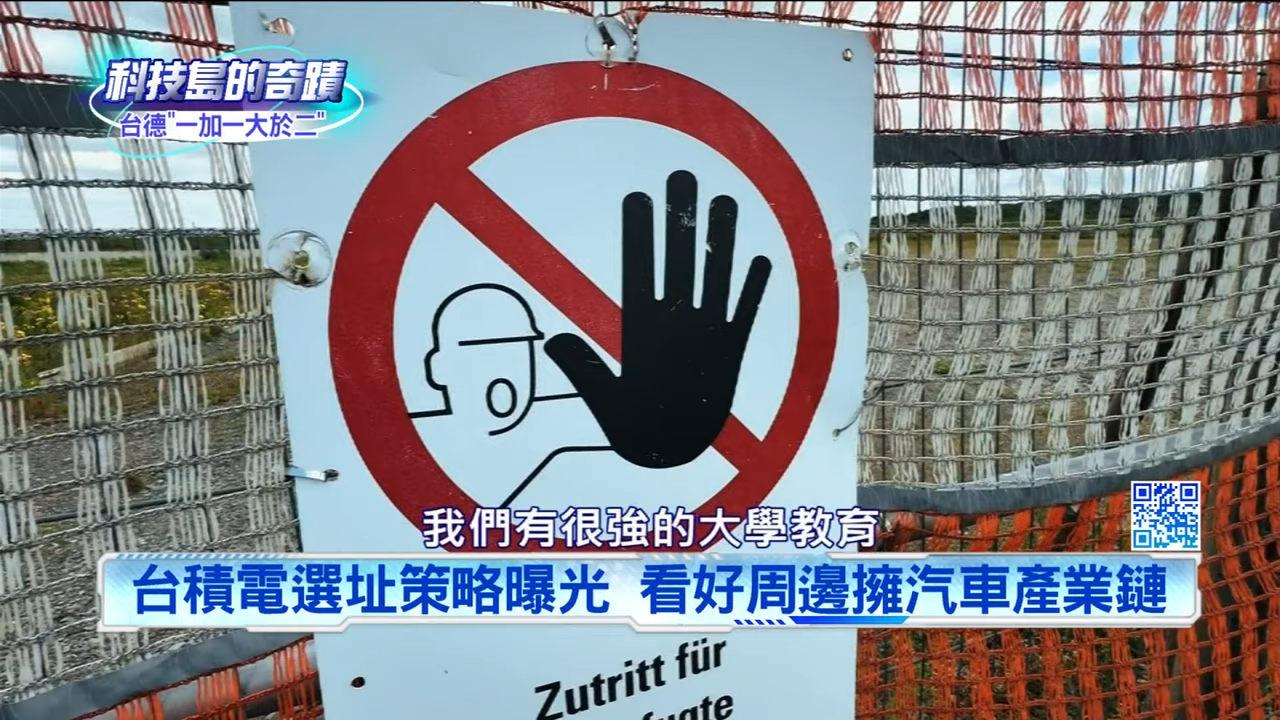 科技島的奇蹟
台德"一加一大於二"
我們有很強的大學教育
台積電選址策略曝光 看好周邊擁汽車產業鏈
Zutritt für